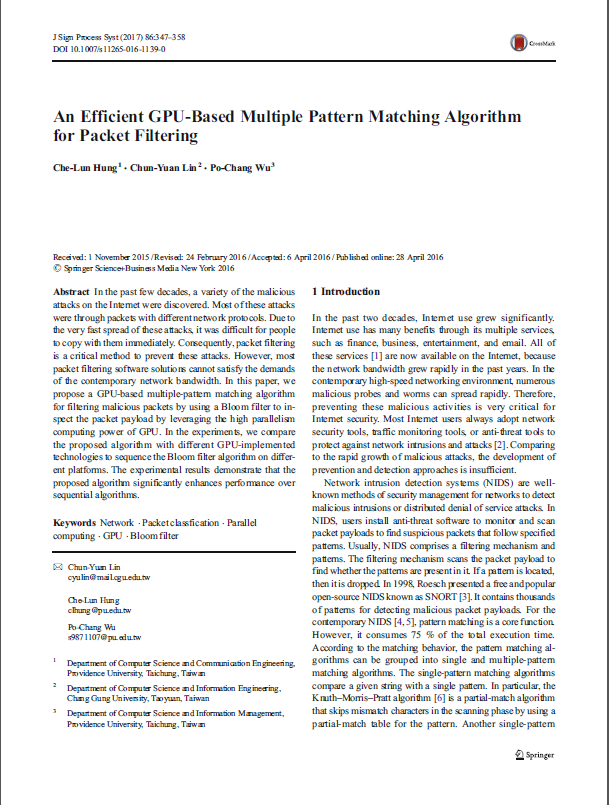 J Sign Process Syst (2017) 86:347–358
DOI 10.1007/s11265-016-1139-0
CrossMark
An Efficient GPU-Based Multiple Pattern Matching Algorithm
for Packet Filtering
Che-Lun Hung1 · Chun-Yuan Lin2 · Po-Chang Wu3
Received: 1 November 2015 / Revised: 24 February 2016 / Accepted: 6 April 2016 / Published online: 28 April 2016
© Springer Science+Business Media New York 2016
Abstract In the past few decades, a variety of the malicious
attacks on the Internet were discovered. Most of these attacks
were through packets with different network protocols. Due to
the very fast spread of these attacks, it was difficult for people
to copy with them immediately. Consequently, packet filtering
is a critical method to prevent these attacks. However, most
packet filtering software solutions cannot satisfy the demands
of the contemporary network bandwidth. In this paper, we
propose a GPU-based multiple-pattern matching algorithm
for filtering malicious packets by using a Bloom filter to in-
spect the packet payload by leveraging the high parallelism
computing power of GPU. In the experiments, we compare
the proposed algorithm with different GPU-implemented
technologies to sequence the Bloom filter algorithm on differ-
ent platforms. The experimental results demonstrate that the
proposed algorithm significantly enhances performance over
sequential algorithms.
Keywords Network · Packet classfication · Parallel
computing · GPU · Bloom filter
Chun-Yuan Lin
cyulin@mail.cgu.edu.tw
Che-Lun Hung
clhung@pu.edu.tw
Po-Chang Wu
s9871107@pu.edu.tw
1 Department of Computer Science and Communication Engineering,
Providence University, Taichung, Taiwan
2 Department of Computer Science and Information Engineering,
Chang Gung University, Taoyuan, Taiwan
3 Department of Computer Science and Information Management,
Providence University, Taichung, Taiwan
1 Introduction
In the past two decades, Internet use grew significantly.
Internet use has many benefits through its multiple services,
such as finance, business, entertainment, and email. All of
these services [1] are now available on the Internet, because
the network bandwidth grew rapidly in the past years. In the
contemporary high-speed networking environment, numerous
malicious probes and worms can spread rapidly. Therefore,
preventing these malicious activities is very critical for
Internet security. Most Internet users always adopt network
security tools, traffic monitoring tools, or anti-threat tools to
protect against network intrusions and attacks [2]. Comparing
to the rapid growth of malicious attacks, the development of
prevention and detection approaches is insufficient.
Network intrusion detection systems (NIDS) are well-
known methods of security management for networks to detect
malicious intrusions or distributed denial of service attacks. In
NIDS, users install anti-threat software to monitor and scan
packet payloads to find suspicious packets that follow specified
patterns. Usually, NIDS comprises a filtering mechanism and
patterns. The filtering mechanism scans the packet payload to
find whether the patterns are present in it. If a pattern is located,
then it is dropped. In 1998, Roesch presented a free and popular
open-source NIDS known as SNORT [3]. It contains thousands
of patterns for detecting malicious packet payloads. For the
contemporary NIDS [4, 5], pattern matching is a core function.
However, it consumes 75 % of the total execution time.
According to the matching behavior, the pattern matching al-
gorithms can be grouped into single and multiple-pattern
matching algorithms. The single-pattern matching algorithms
compare a given string with a single pattern. In particular, the
Knuth–Morris–Pratt algorithm [6] is a partial-match algorithm
that skips mismatch characters in the scanning phase by using a
partial-match table for the pattern. Another single-pattern
Springer